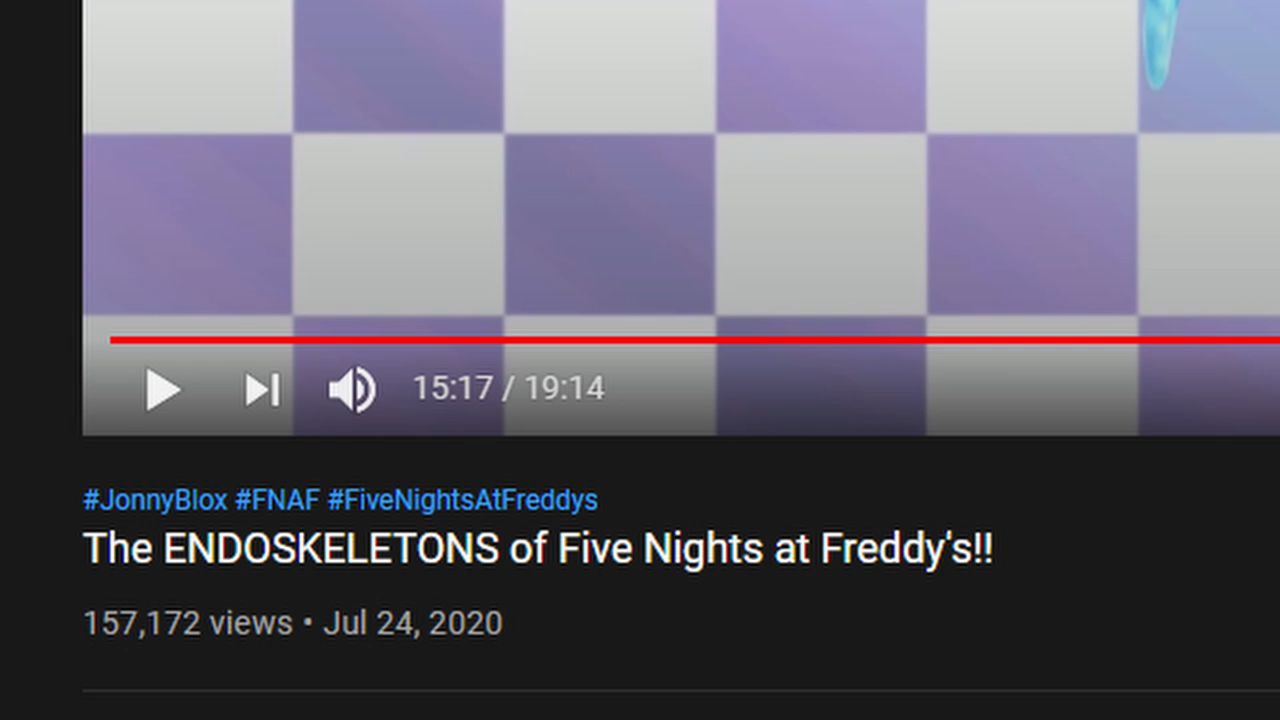 15:17 / 19:14
#JonnyBlox #FNAF #FiveNightsAtFreddys
The ENDOSKELETONS of Five Nights at Freddy's!!
157,172 views • Jul 24, 2020